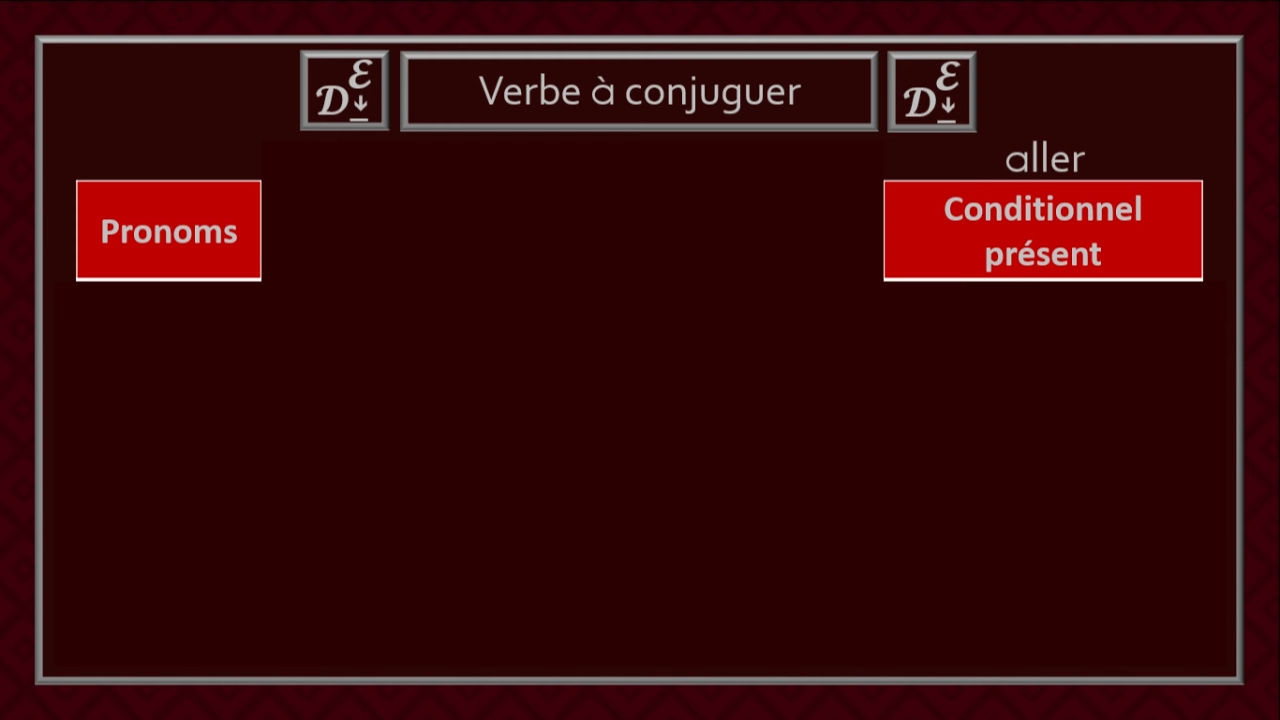 Verbe à conjuguer
aller
Pronoms
Conditionnel
présent